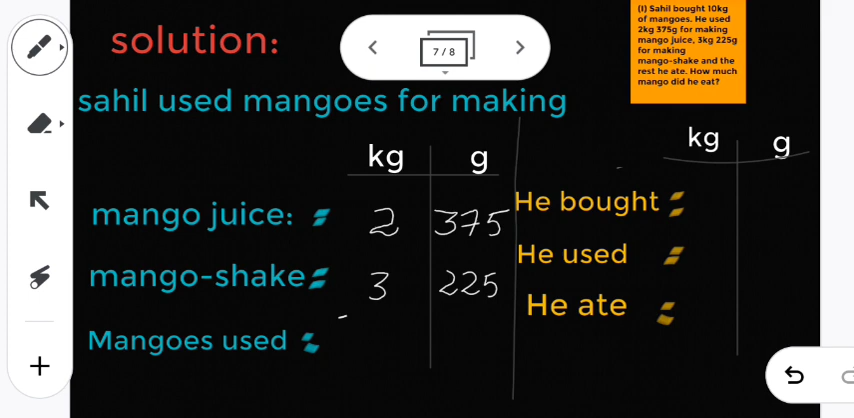 solution:
7 / 8
(I) Sahil bought 10kg
of mangoes. He used
2kg 375g for making
mango juice, 3kg 225g
for making
mango-shake and the
rest he ate. How much
mango did he eat?
sahil used mangoes for making
kg g
mango juice: = 2 375
mango-shake = 3 225
Mangoes used =
kg g
He bought =
He used =
He ate =